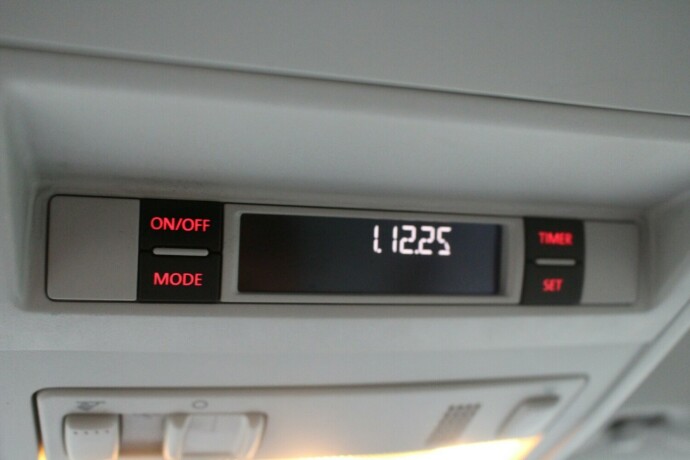 ON/OFF
MODE
1.12.25
TIMER
SET